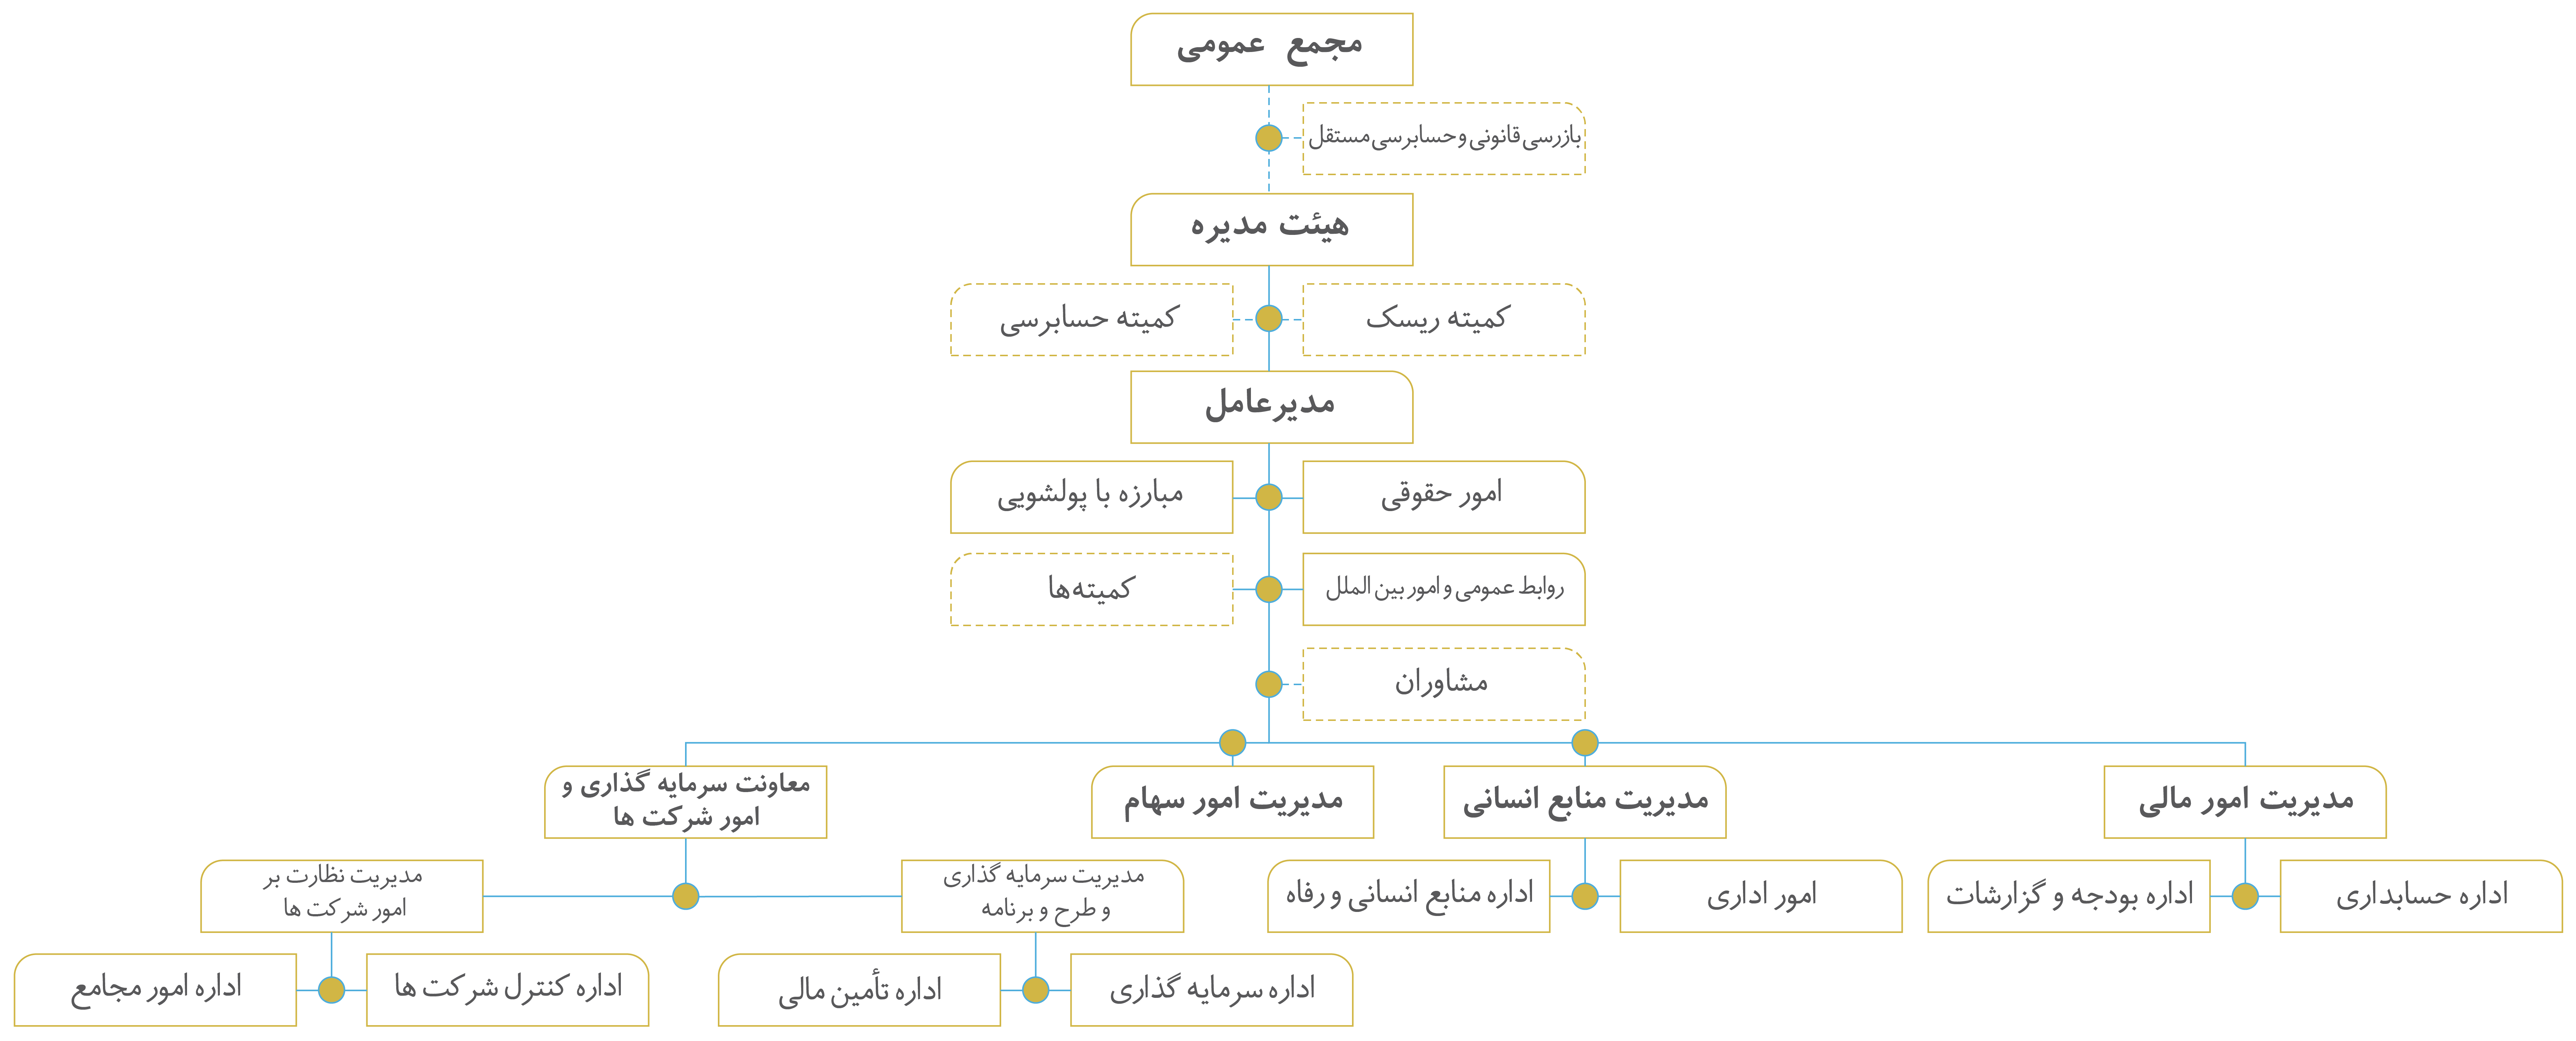 مجمع عمومی
بازرسی قانونی و حسابرسی مستقل
هیئت مدیره
کمیته ریسک
کمیته حسابرسی
مدیرعامل
امور حقوقی
مبارزه با پولشویی
روابط عمومی و امور بین الملل
کمیته‌ها
مشاوران
مدیریت امور مالی
مدیریت منابع انسانی
مدیریت امور سهام
معاونت سرمایه گذاری و
امور شرکت ها
اداره حسابداری
اداره بودجه و گزارشات
امور اداری
اداره منابع انسانی و رفاه
مدیریت سرمایه گذاری
و طرح و برنامه
مدیریت نظارت بر
امور شرکت ها
اداره سرمایه گذاری
اداره تأمین مالی
اداره کنترل شرکت ها
اداره امور مجامع